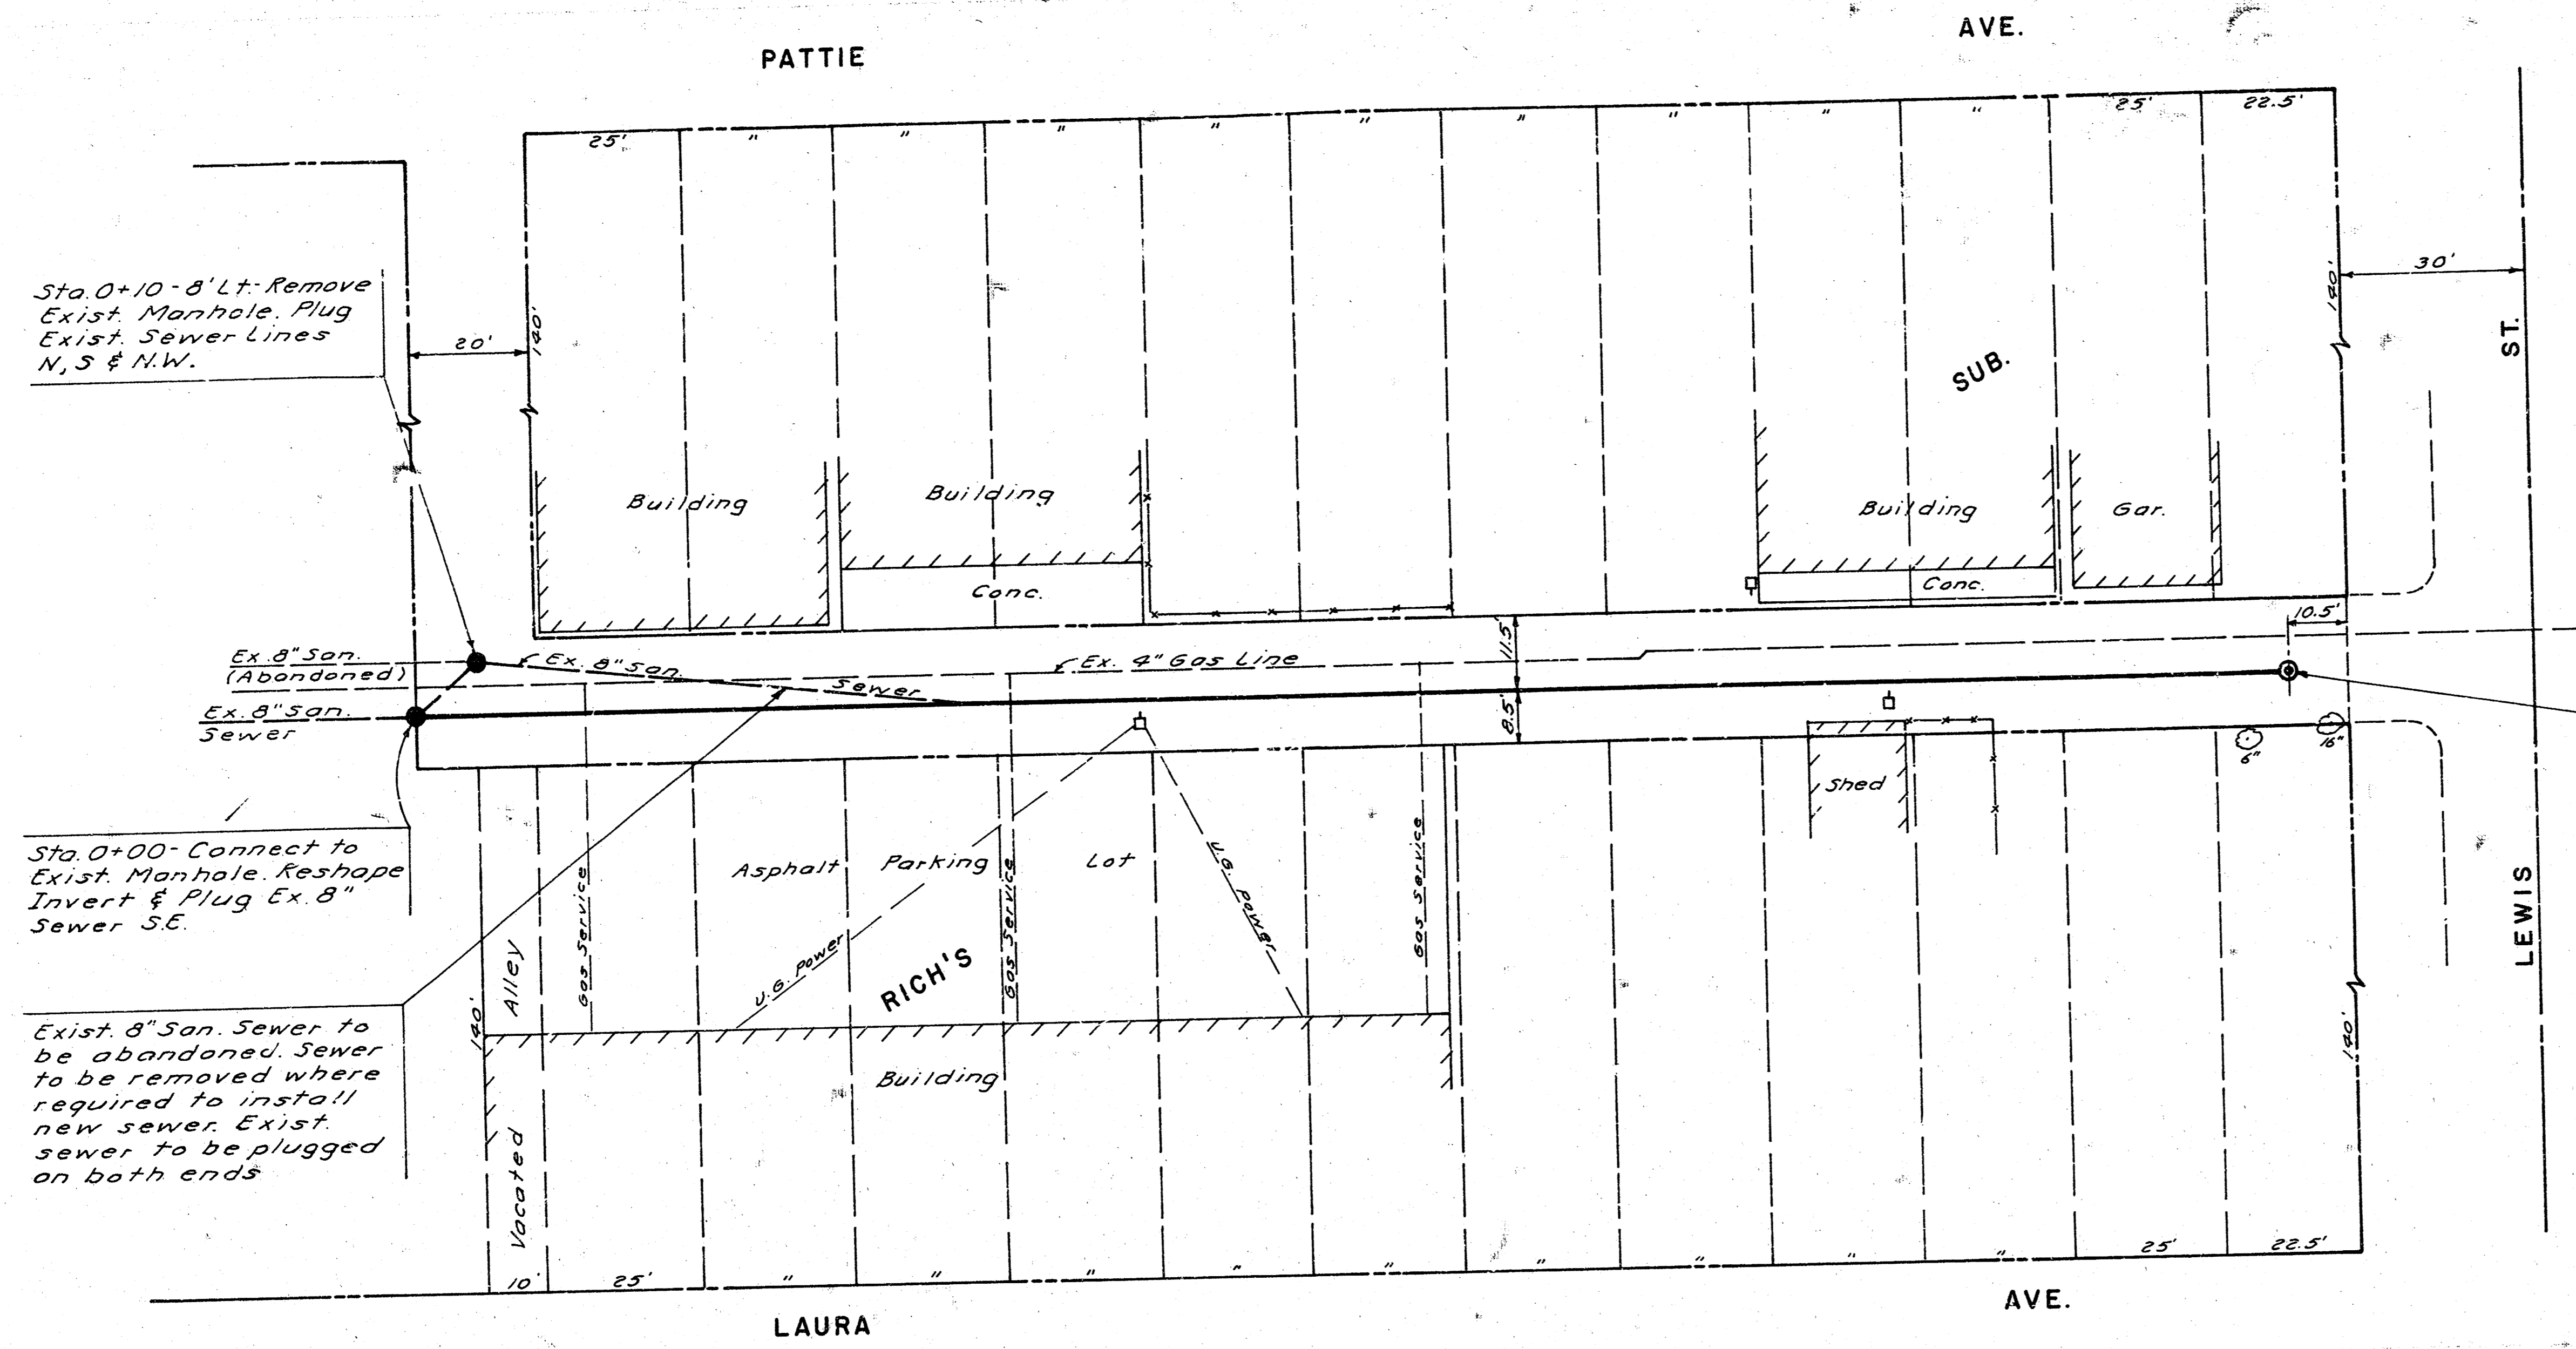 PATTIE
AVE.
25'
"
"
"
"
"
"
"
"
"
25'
22.5'
Sta. 0+10 - 8' Lt.- Remove
Exist. Manhole. Plug
Exist. Sewer Lines
N, S & N.W.
20'
140'
140'
30'
ST.
SUB.
Building
Building
Building
Gar.
Conc.
Conc.
10.5'
11.5'
8.5'
Ex. 8" San.
(Abandoned)
Ex. 8" San.
Sewer
Ex. 4" Gas Line
Ex. 8" San.
Sewer
6"
16"
Shed
Sta. 0+00 - Connect to
Exist. Manhole. Reshape
Invert & Plug Ex. 8"
Sewer S.E.
Asphalt Parking Lot
Gas Service
Gas Service
Gas Service
U.G. Power
U.G. Power
RICH'S
LEWIS
Exist. 8" San. Sewer to
be abandoned. Sewer
to be removed where
required to install
new sewer. Exist.
sewer to be plugged
on both ends
140'
Vacated Alley
Building
140'
10'
25'
"
"
"
"
"
"
"
"
"
25'
22.5'
LAURA
AVE.